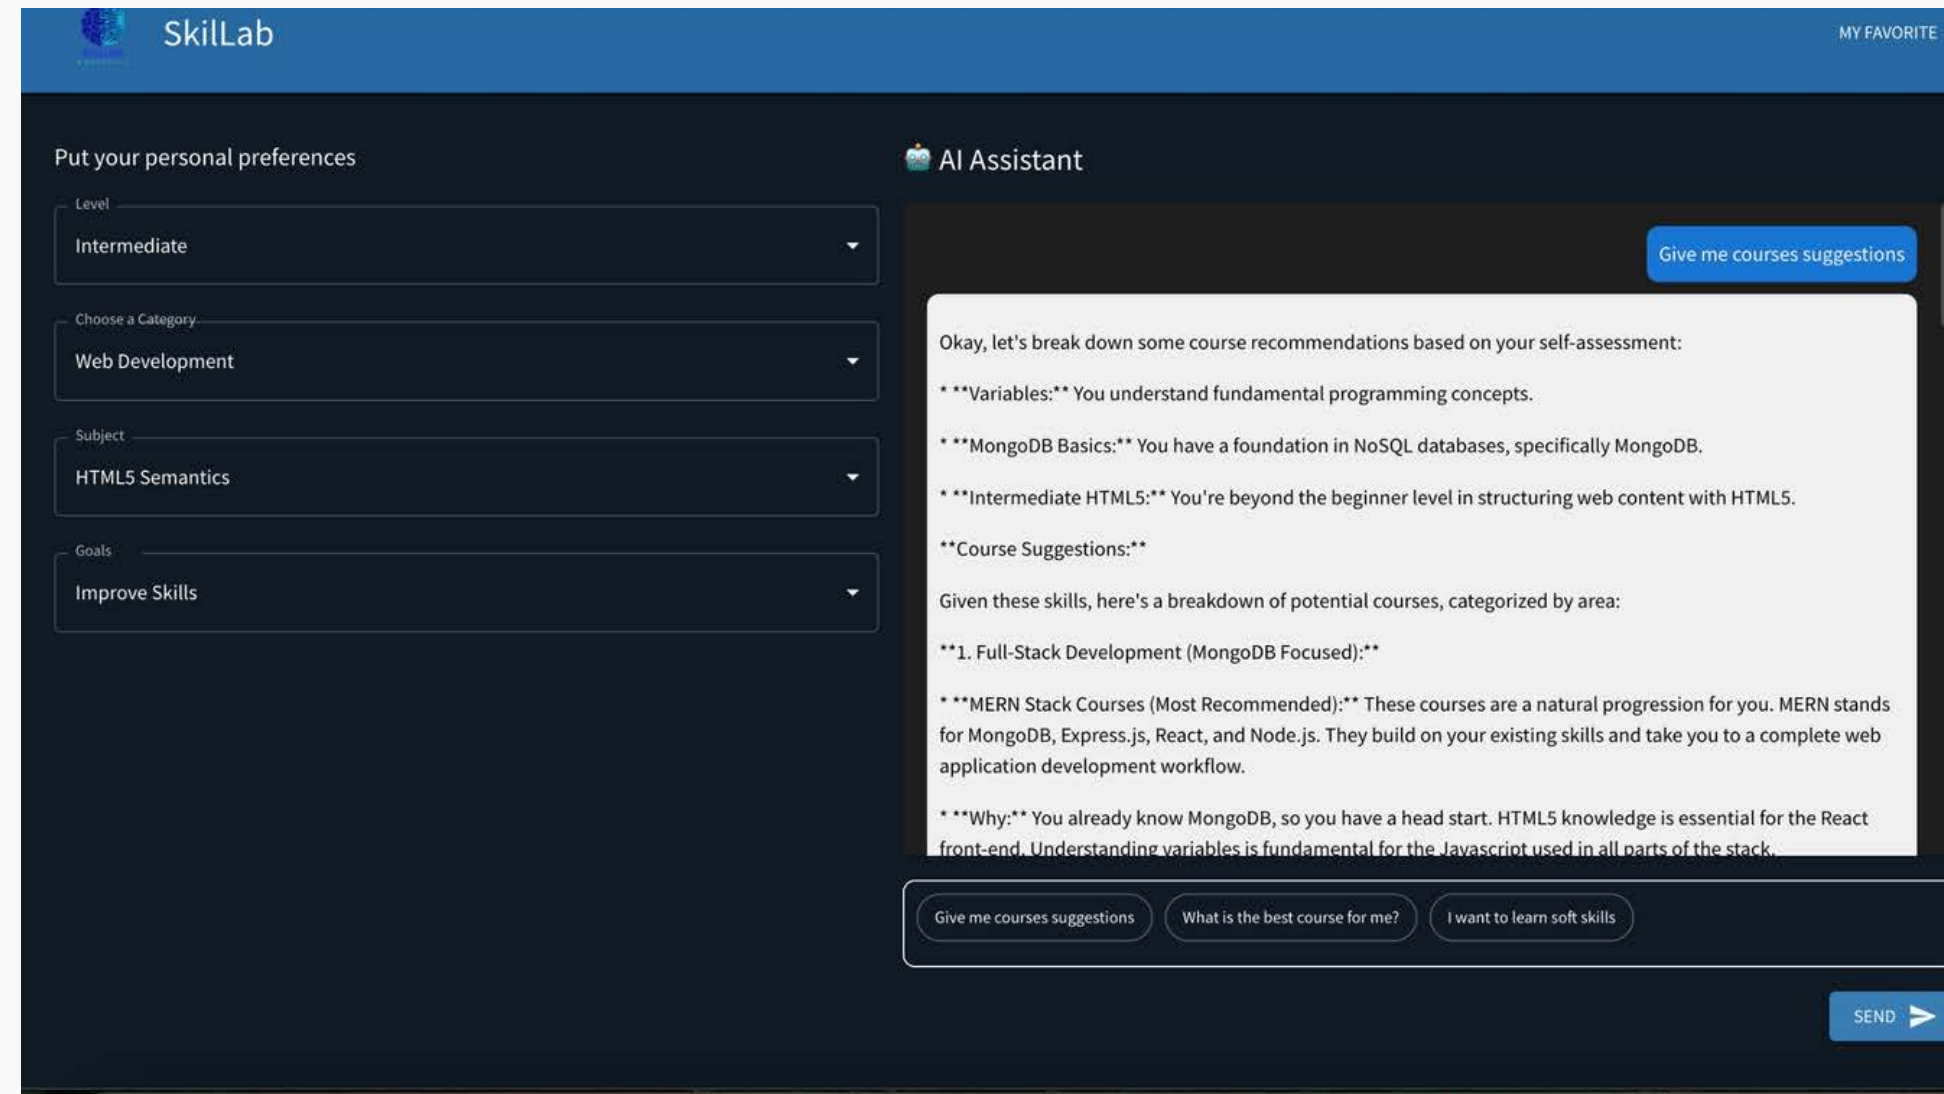 SkilLab
MY FAVORITE
Put your personal preferences
Level
Intermediate
Choose a Category
Web Development
Subject
HTML5 Semantics
Goals
Improve Skills
AI Assistant
Give me courses suggestions
Okay, let's break down some course recommendations based on your self-assessment:
* **Variables:** You understand fundamental programming concepts.
* **MongoDB Basics:** You have a foundation in NoSQL databases, specifically MongoDB.
* **Intermediate HTML5:** You're beyond the beginner level in structuring web content with HTML5.
**Course Suggestions:**
Given these skills, here's a breakdown of potential courses, categorized by area:
**1. Full-Stack Development (MongoDB Focused):**
* **MERN Stack Courses (Most Recommended):** These courses are a natural progression for you. MERN stands
for MongoDB, Express.js, React, and Node.js. They build on your existing skills and take you to a complete web
application development workflow.
* **Why:** You already know MongoDB, so you have a head start. HTML5 knowledge is essential for the React
front-end. Understanding variables is fundamental for the Javascript used in all parts of the stack.
Give me courses suggestions
What is the best course for me?
I want to learn soft skills
SEND